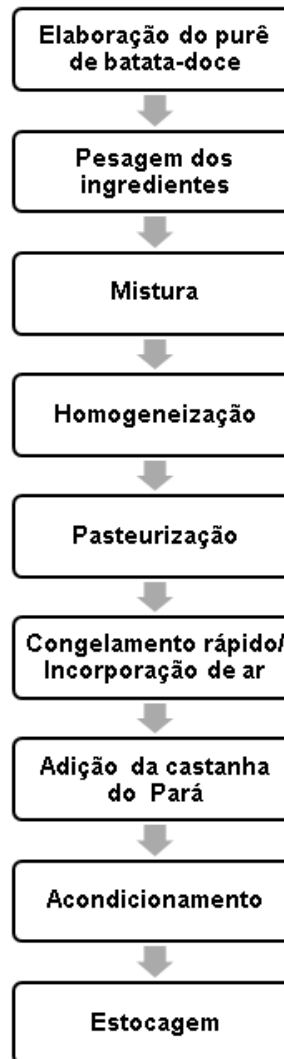 Elaboração do purê
de batata-doce
Pesagem dos
ingredientes
Mistura
Homogeneização
Pasteurização
Congelamento rápido/
Incorporação de ar
Adição da castanha
do Pará
Acondicionamento
Estocagem